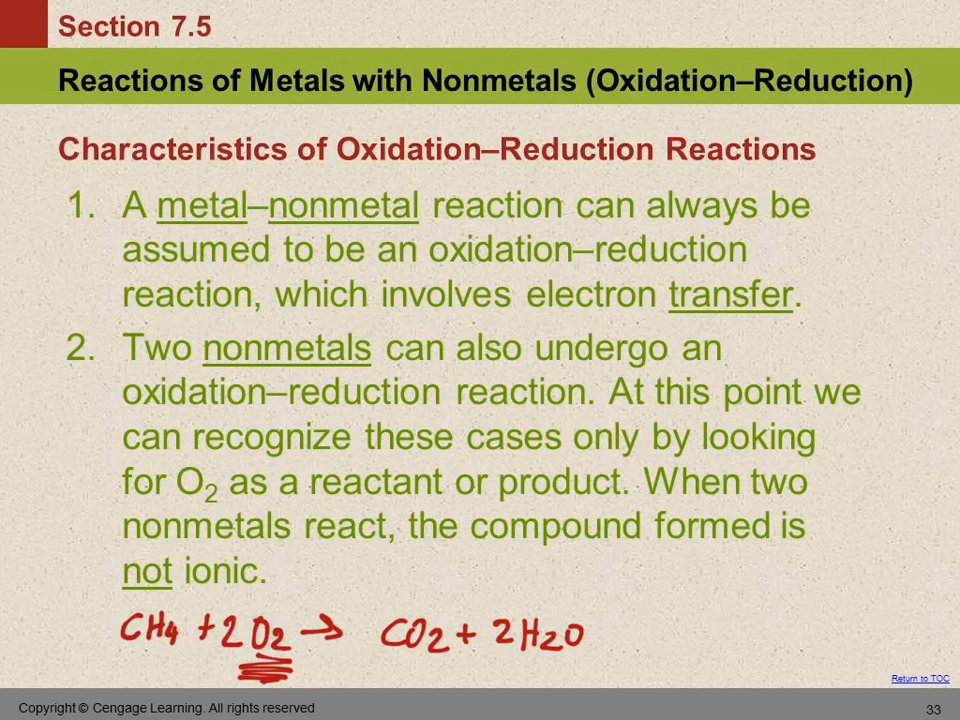 Section 7.5
Reactions of Metals with Nonmetals (Oxidation–Reduction)
Characteristics of Oxidation–Reduction Reactions
1. A metal–nonmetal reaction can always be
assumed to be an oxidation–reduction
reaction, which involves electron transfer.
2. Two nonmetals can also undergo an
oxidation–reduction reaction. At this point we
can recognize these cases only by looking
for O₂ as a reactant or product. When two
nonmetals react, the compound formed is
not ionic.
CH₄ + 2O₂ → CO₂ + 2H₂O
Return to TOC
Copyright © Cengage Learning. All rights reserved 33